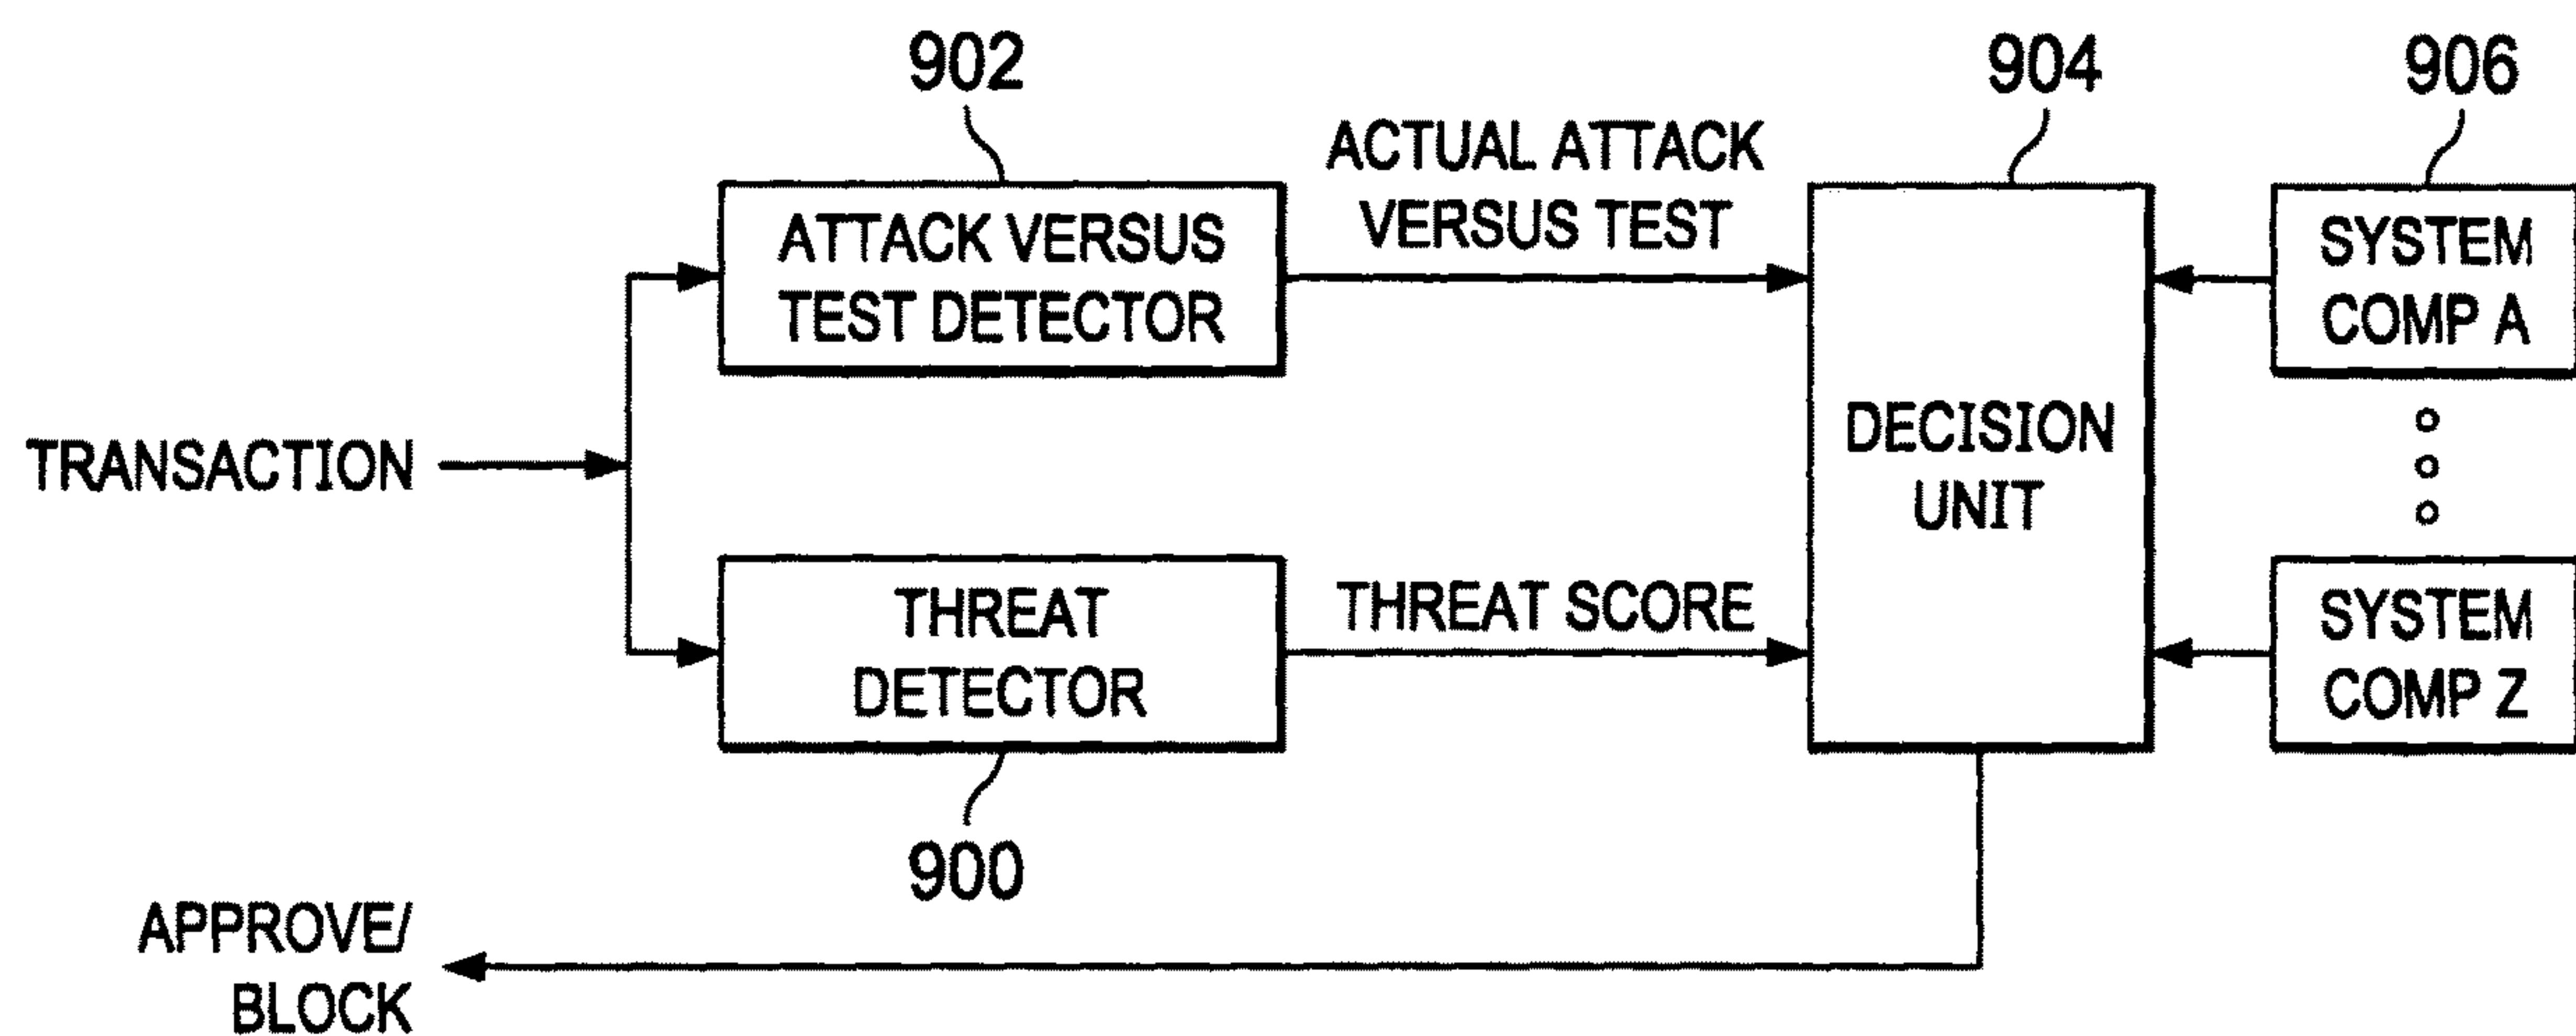 902
904
906
ACTUAL ATTACK
VERSUS TEST
ATTACK VERSUS
TEST DETECTOR
SYSTEM
COMP A
TRANSACTION
DECISION
UNIT
THREAT
DETECTOR
THREAT SCORE
SYSTEM
COMP Z
900
APPROVE/
BLOCK